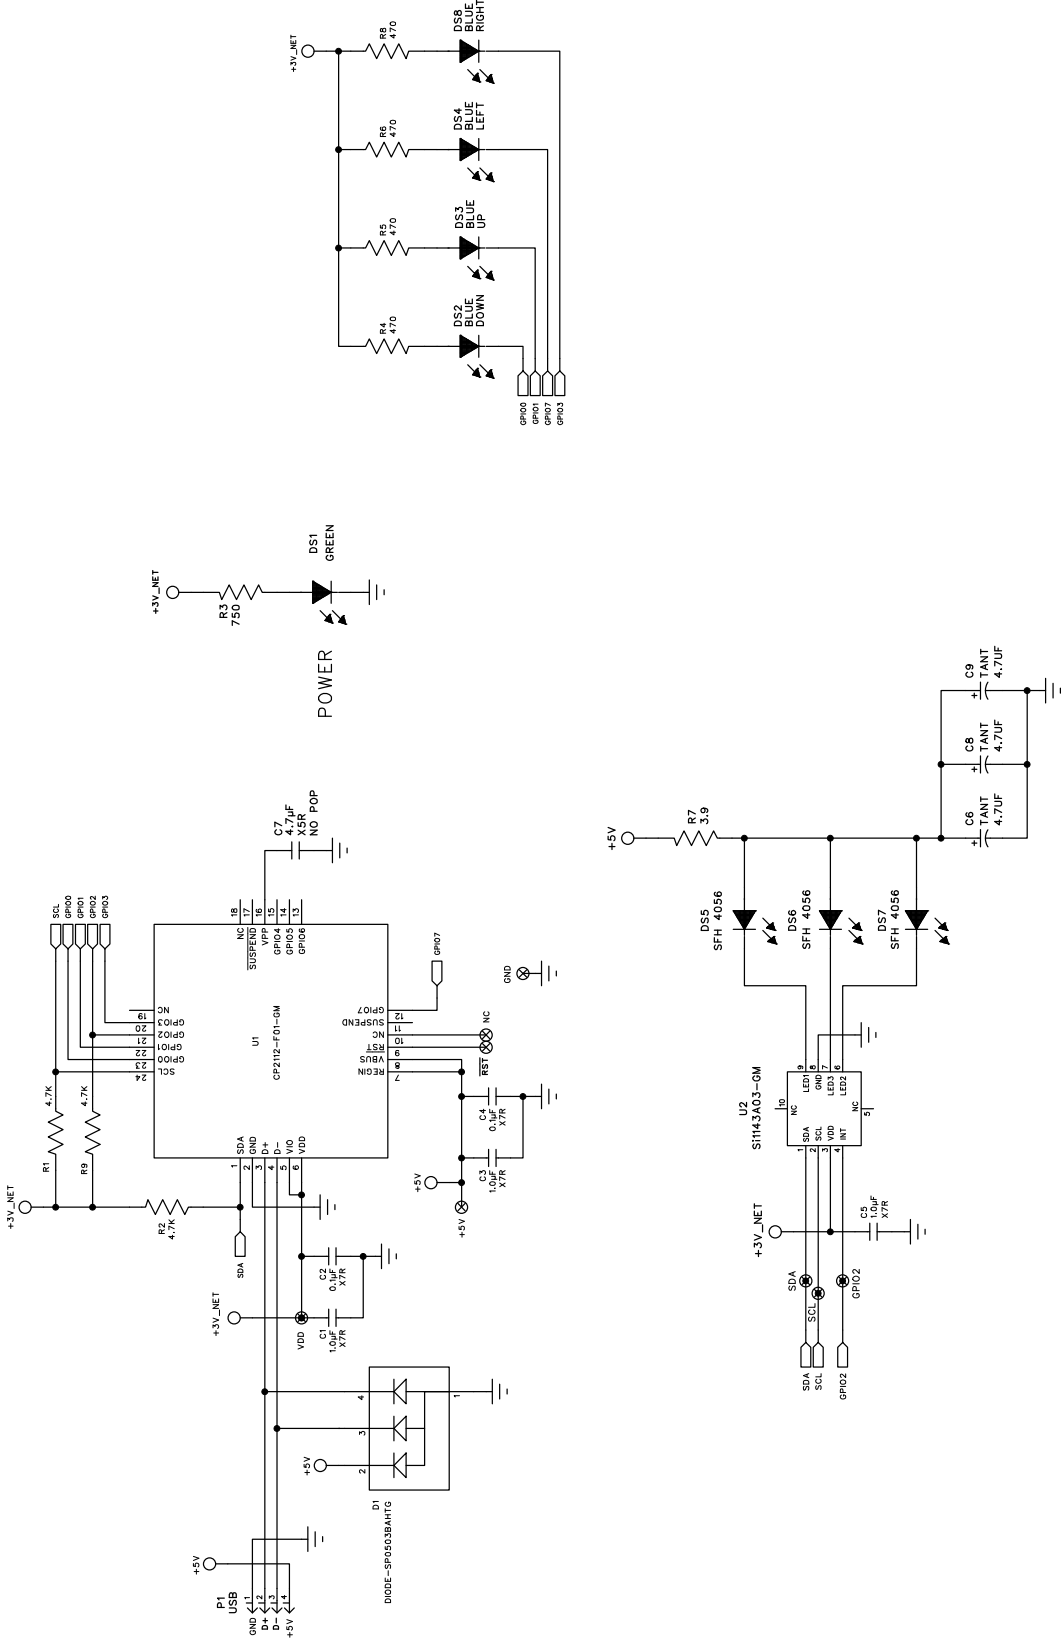 +3V_NET
R8
470
DS8
BLUE
RIGHT
R6
470
DS4
BLUE
LEFT
R5
470
DS3
BLUE
UP
R4
470
DS2
BLUE
DOWN
GPIO0
GPIO1
GPIO7
GPIO3
+3V_NET
R3
750
DS1
GREEN
POWER
C7
4.7µF
X5R
NO POP
SCL
GPIO0
GPIO1
GPIO2
GPIO3
18
17
16
15
14
13
NC
SUSPEND
VPP
GPIO4
GPIO5
GPIO6
19
20
21
22
23
24
NC
GPIO3
GPIO2
GPIO1
GPIO0
SCL
U1
CP2112-F01-GM
GPIO7
SUSPEND
NC
RST
VBUS
REGIN
12
11
10
9
8
7
GPIO7
NC
RST
GND
SDA
GND
D+
D-
VIO
VDD
1
2
3
4
5
6
R1
4.7K
R9
4.7K
R2
4.7K
+3V_NET
SDA
C4
0.1µF
X7R
C3
1.0µF
X7R
+5V
+5V
+3V_NET
VDD
C2
0.1µF
X7R
C1
1.0µF
X7R
4
3
2
1
+5V
D1
DIODE-SP0503BAHTG
+5V
P1
USB
GND
D+
D-
+5V
1
2
3
4
+5V
R7
3.9
C9
TANT
4.7UF
C8
TANT
4.7UF
C6
TANT
4.7UF
+
+
+
DS5
SFH 4056
DS6
SFH 4056
DS7
SFH 4056
U2
Si1143A03-GM
9
8
7
6
LED1
GND
LED3
LED2
10
NC
NC
5
SDA
SCL
VDD
INT
1
2
3
4
+3V_NET
C5
1.0µF
X7R
SDA
SCL
GPIO2
SDA
SCL
GPIO2